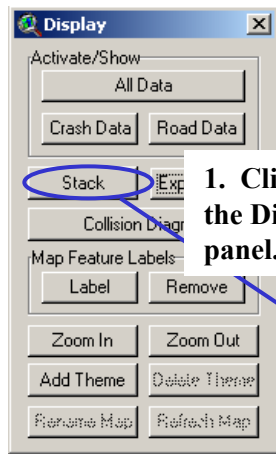 Display
Activate/Show
All Data
Crash Data Road Data
Stack Exp
Collision Diagr
Map Feature Labels
Label Remove
Zoom In Zoom Out
Add Theme Delete Theme
Rename Map Refresh Map
1. Cli
the Di
panel.